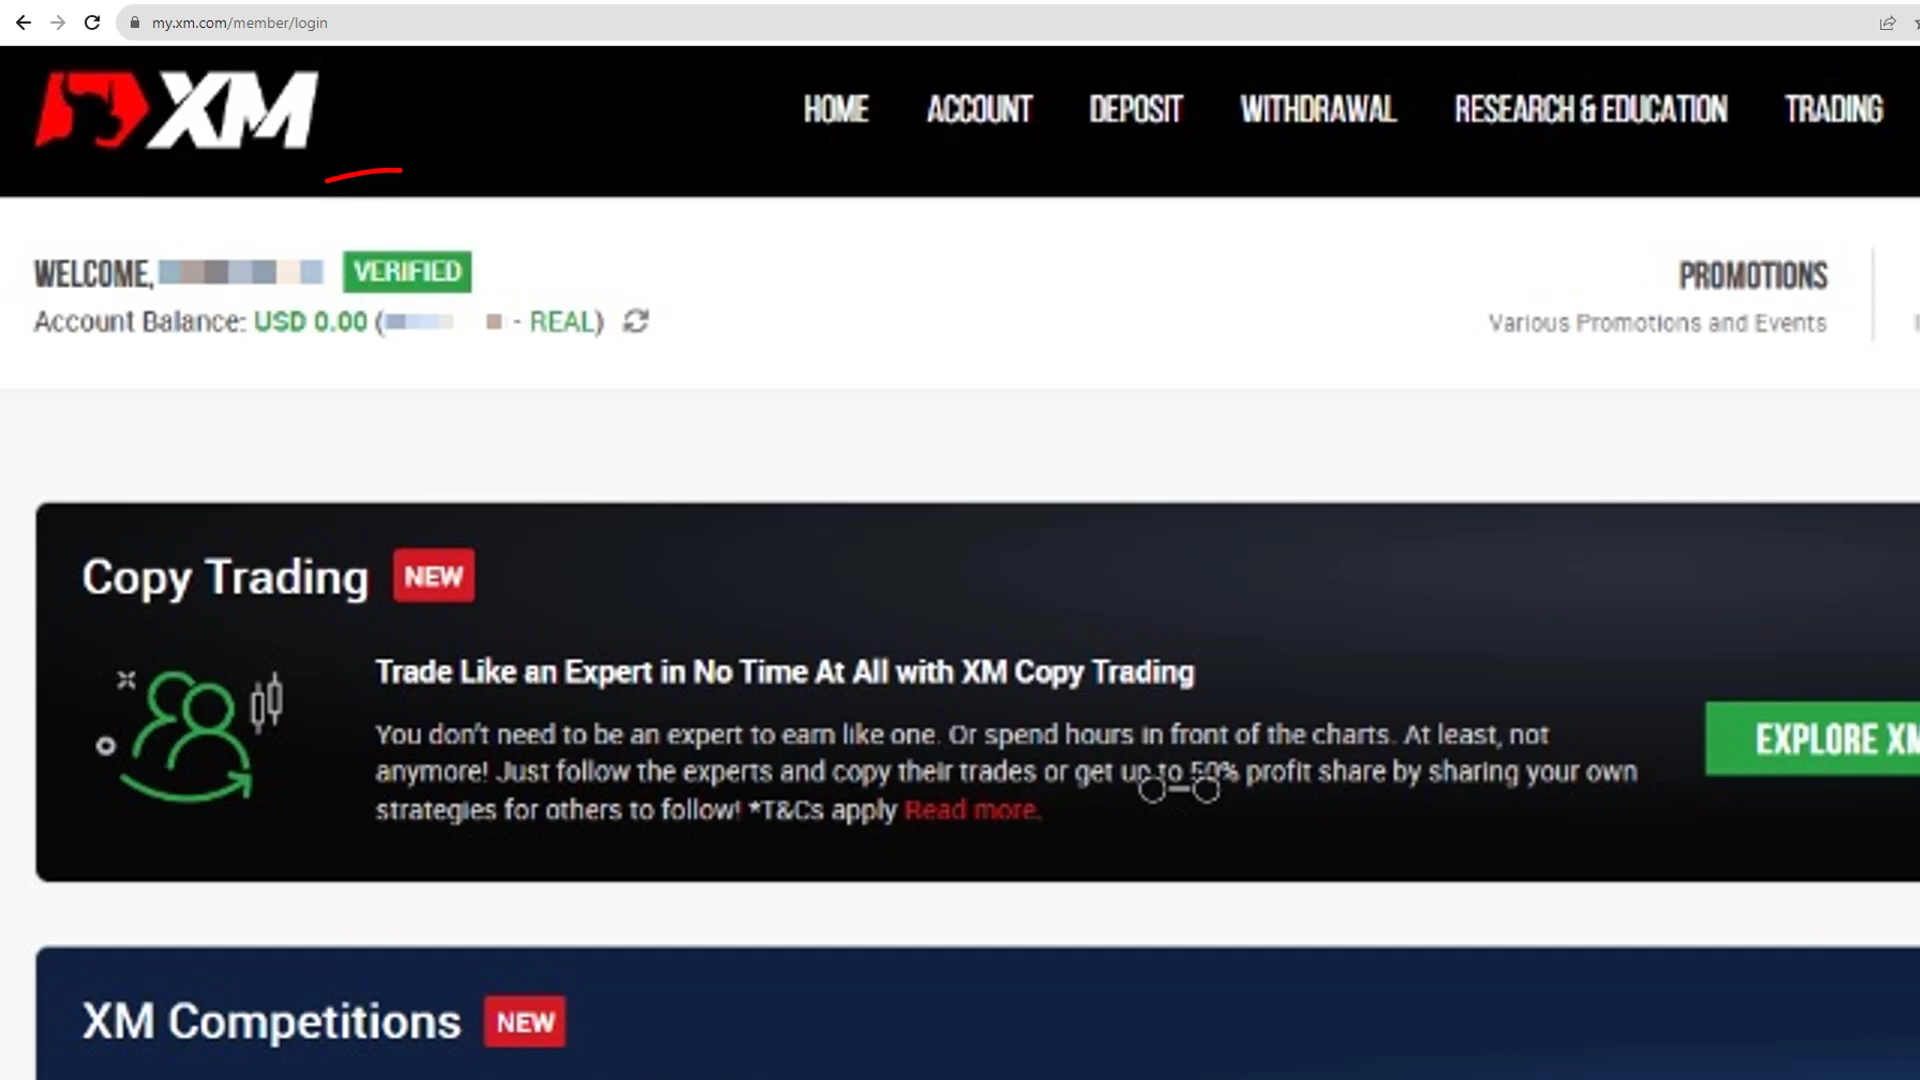 my.xm.com/member/login
XM
HOME ACCOUNT DEPOSIT WITHDRAWAL RESEARCH & EDUCATION TRADING
WELCOME, VERIFIED
Account Balance: USD 0.00 ( - REAL)
PROMOTIONS
Various Promotions and Events
Copy Trading NEW
Trade Like an Expert in No Time At All with XM Copy Trading
You don't need to be an expert to earn like one. Or spend hours in front of the charts. At least, not
anymore! Just follow the experts and copy their trades or get up to 50% profit share by sharing your own
strategies for others to follow! *T&Cs apply Read more.
EXPLORE XM
XM Competitions NEW